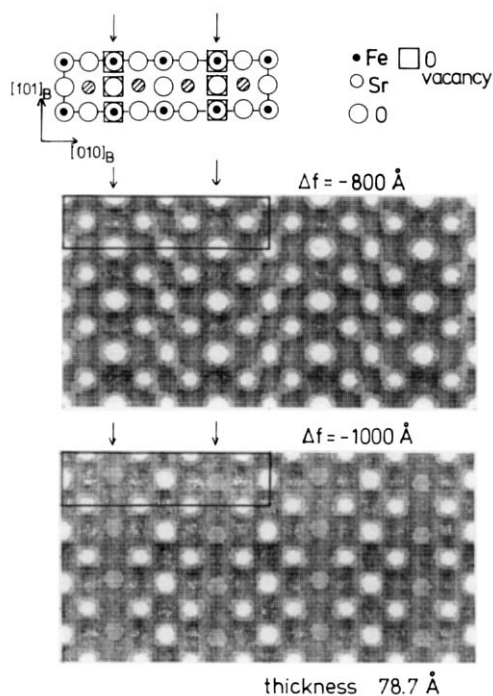 • Fe □ O
vacancy
○ Sr
○ O
[101]B
[010]B
Δf = -800 Å
Δf = -1000 Å
thickness 78.7 Å